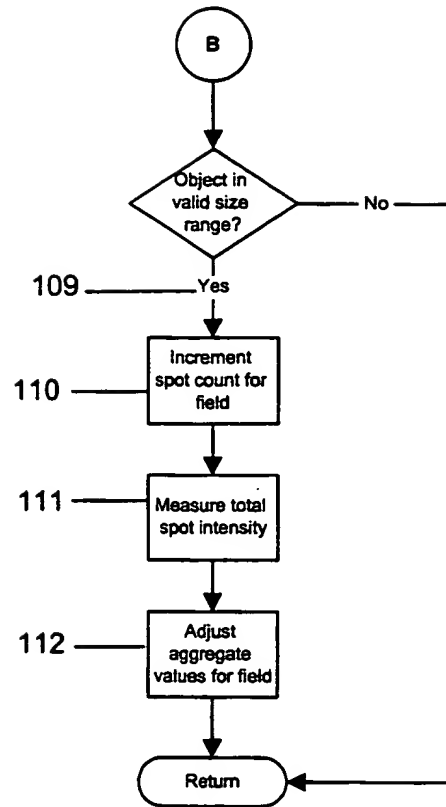 B
Object in
valid size
range?
No
109
Yes
Increment
spot count for
field
110
111
Measure total
spot intensity
112
Adjust
aggregate
values for field
Return